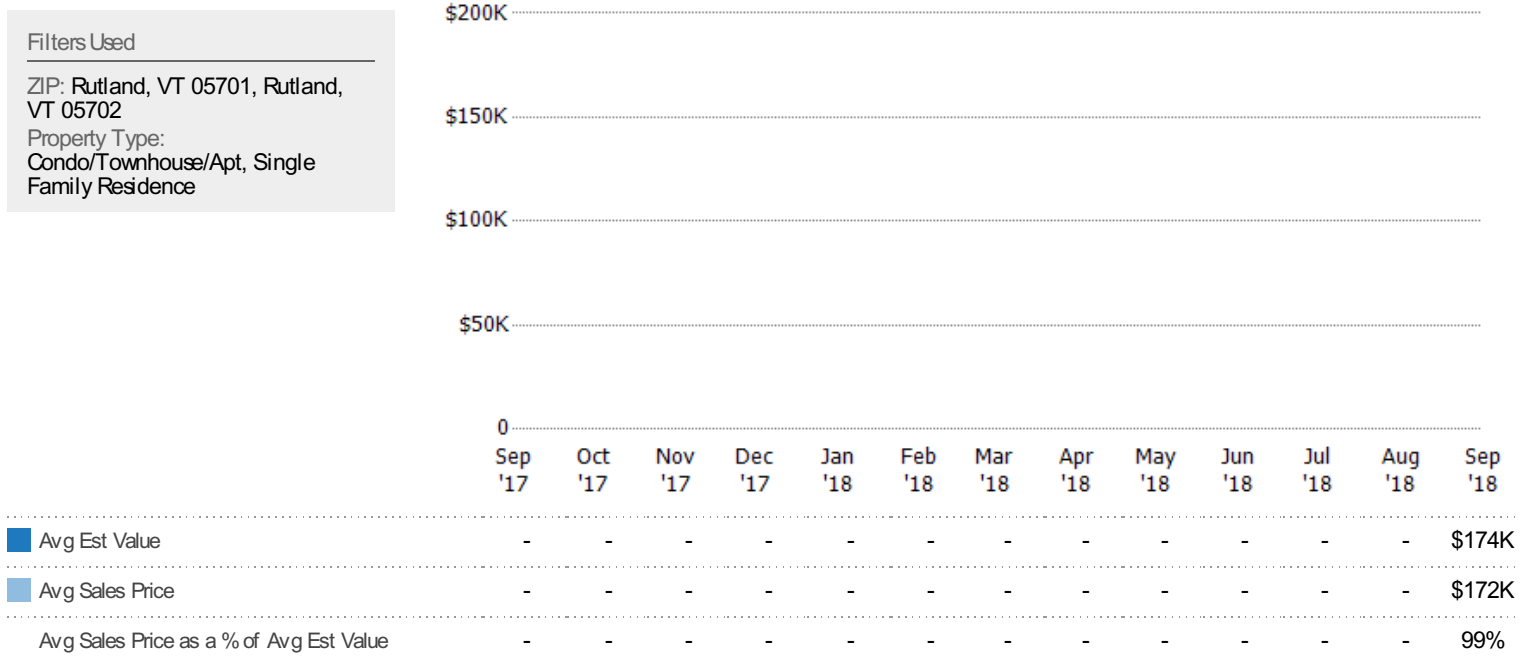 Filters Used
ZIP: Rutland, VT 05701, Rutland,
VT 05702
Property Type:
Condo/Townhouse/Apt, Single
Family Residence
$200K
$150K
$100K
$50K
0
Sep Oct Nov Dec Jan Feb Mar Apr May Jun Jul Aug Sep
'17 '17 '17 '17 '18 '18 '18 '18 '18 '18 '18 '18 '18
Avg Est Value - - - - - - - - - - - - $174K
Avg Sales Price - - - - - - - - - - - - $172K
Avg Sales Price as a % of Avg Est Value - - - - - - - - - - - - 99%